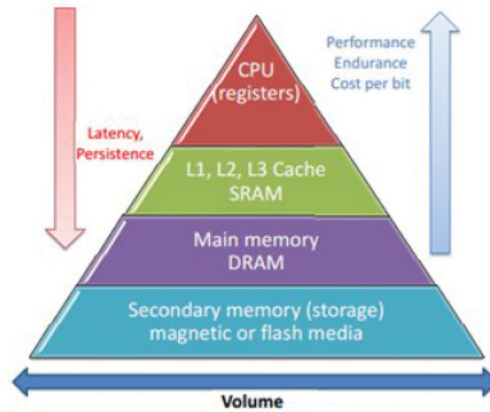 CPU
(registers)
Performance
Endurance
Cost per bit
Latency,
Persistence
L1, L2, L3 Cache
SRAM
Main memory
DRAM
Secondary memory (storage)
magnetic or flash media
Volume